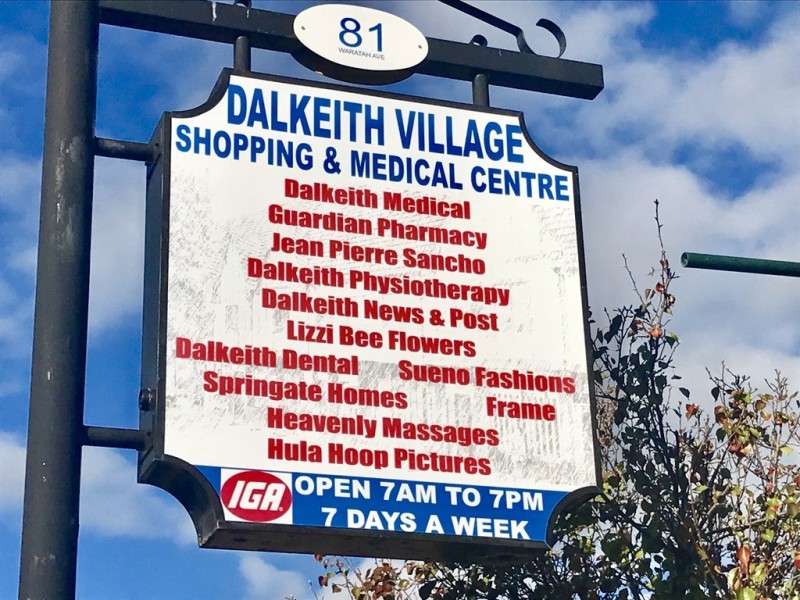 81
WARATAH AVE
DALKEITH VILLAGE
SHOPPING & MEDICAL CENTRE
Dalkeith Medical
Guardian Pharmacy
Jean Pierre Sancho
Dalkeith Physiotherapy
Dalkeith News & Post
Lizzi Bee Flowers
Dalkeith Dental Sueno Fashions
Springate Homes Frame
Heavenly Massages
Hula Hoop Pictures
IGA OPEN 7AM TO 7PM
7 DAYS A WEEK